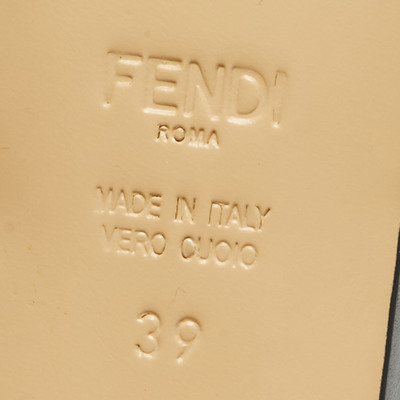 FENDI
ROMA
MADE IN ITALY
VERO CUOIO
39